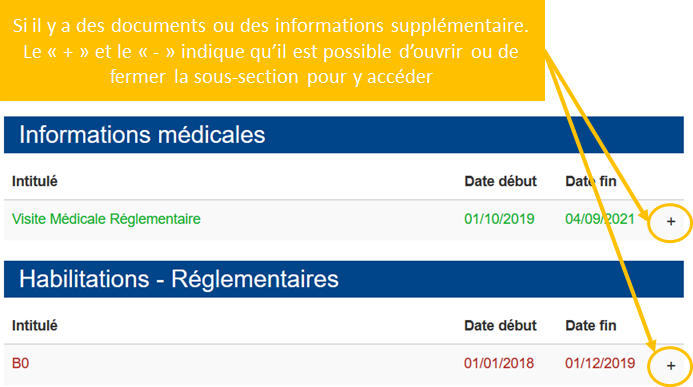 Si il y a des documents ou des informations supplémentaire.
Le « + » et le « - » indique qu'il est possible d'ouvrir ou de
fermer la sous-section pour y accéder
Informations médicales
Intitulé Date début Date fin
Visite Médicale Réglementaire 01/10/2019 04/09/2021 +
Habilitations - Réglementaires
Intitulé Date début Date fin
B0 01/01/2018 01/12/2019 +